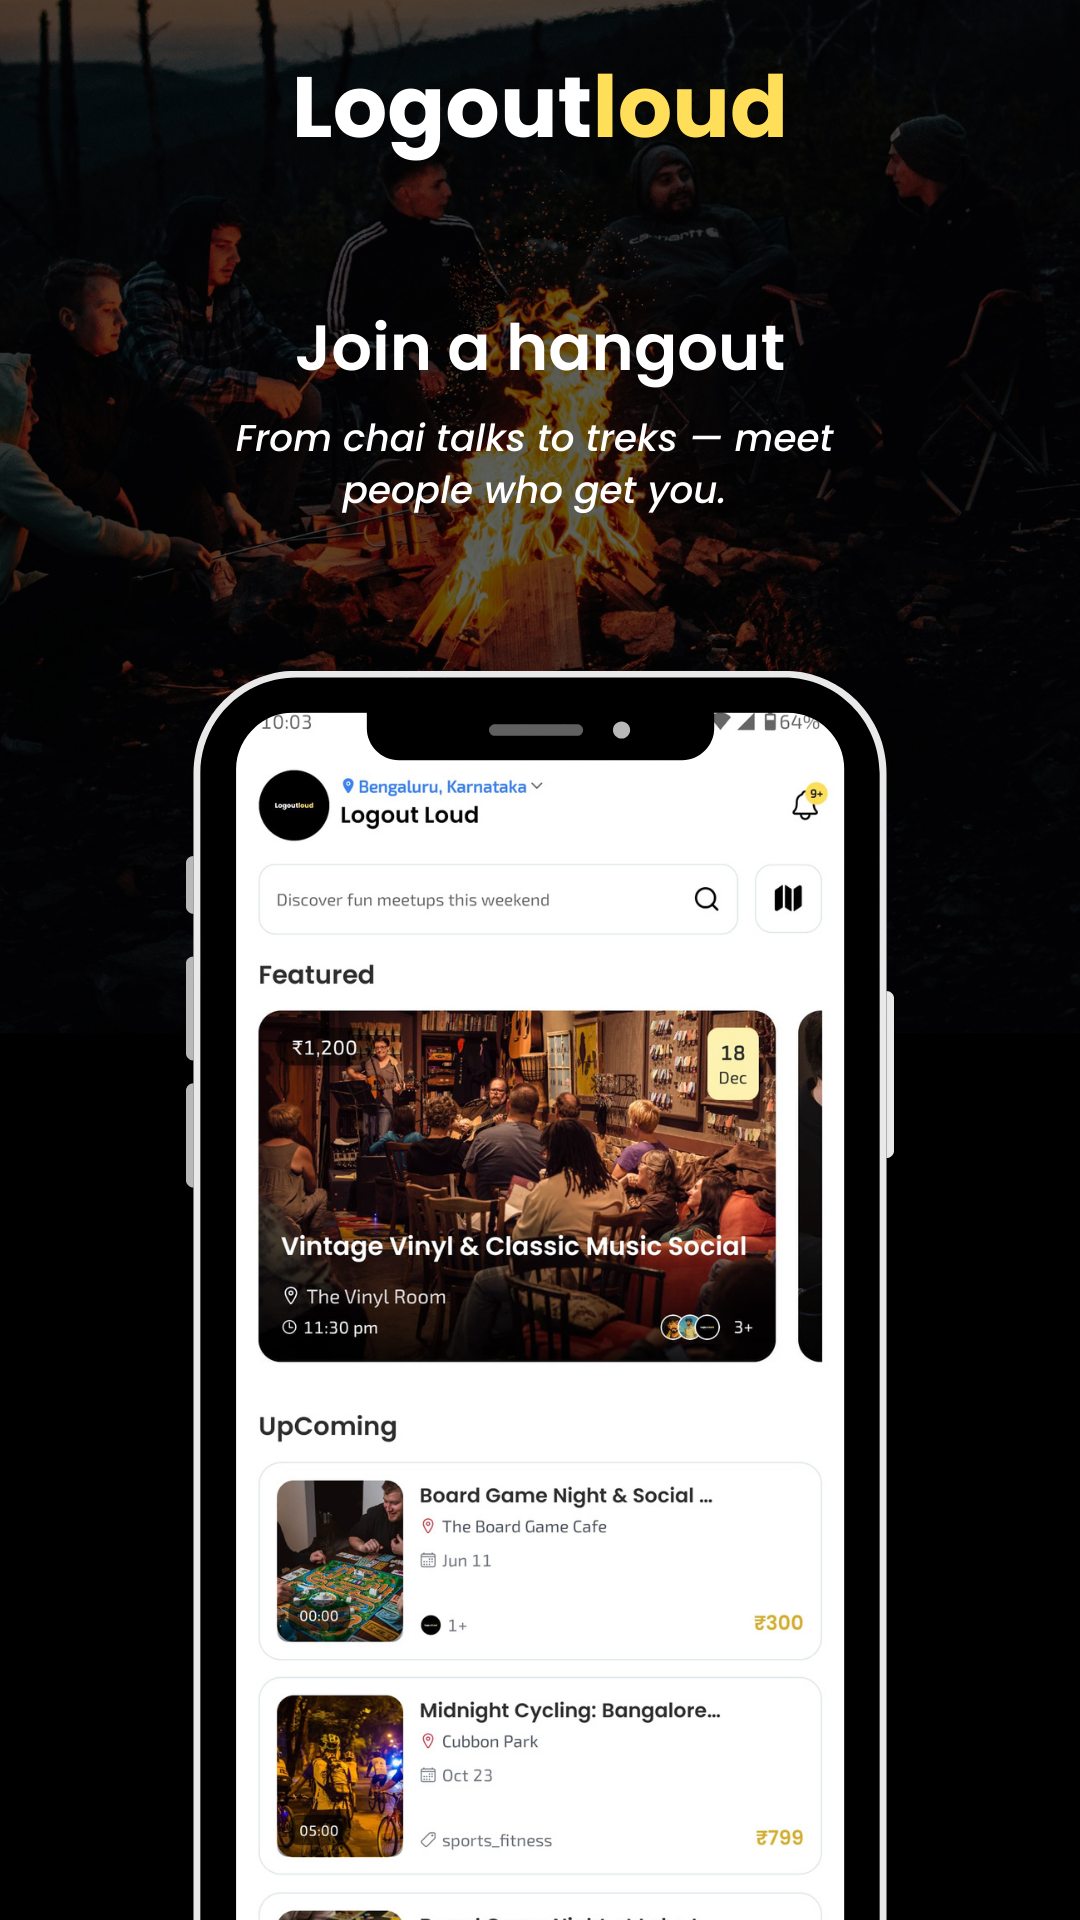 Logoutloud
Join a hangout
From chai talks to treks — meet
people who get you.
10:03
64%
Bengaluru, Karnataka
9+
Logoutloud
Logout Loud
Discover fun meetups this weekend
Featured
₹1,200
18
Dec
Vintage Vinyl & Classic Music Social
The Vinyl Room
11:30 pm
3+
UpComing
Board Game Night & Social ...
The Board Game Cafe
Jun 11
00:00
1+
₹300
Midnight Cycling: Bangalore...
Cubbon Park
Oct 23
05:00
sports_fitness
₹799